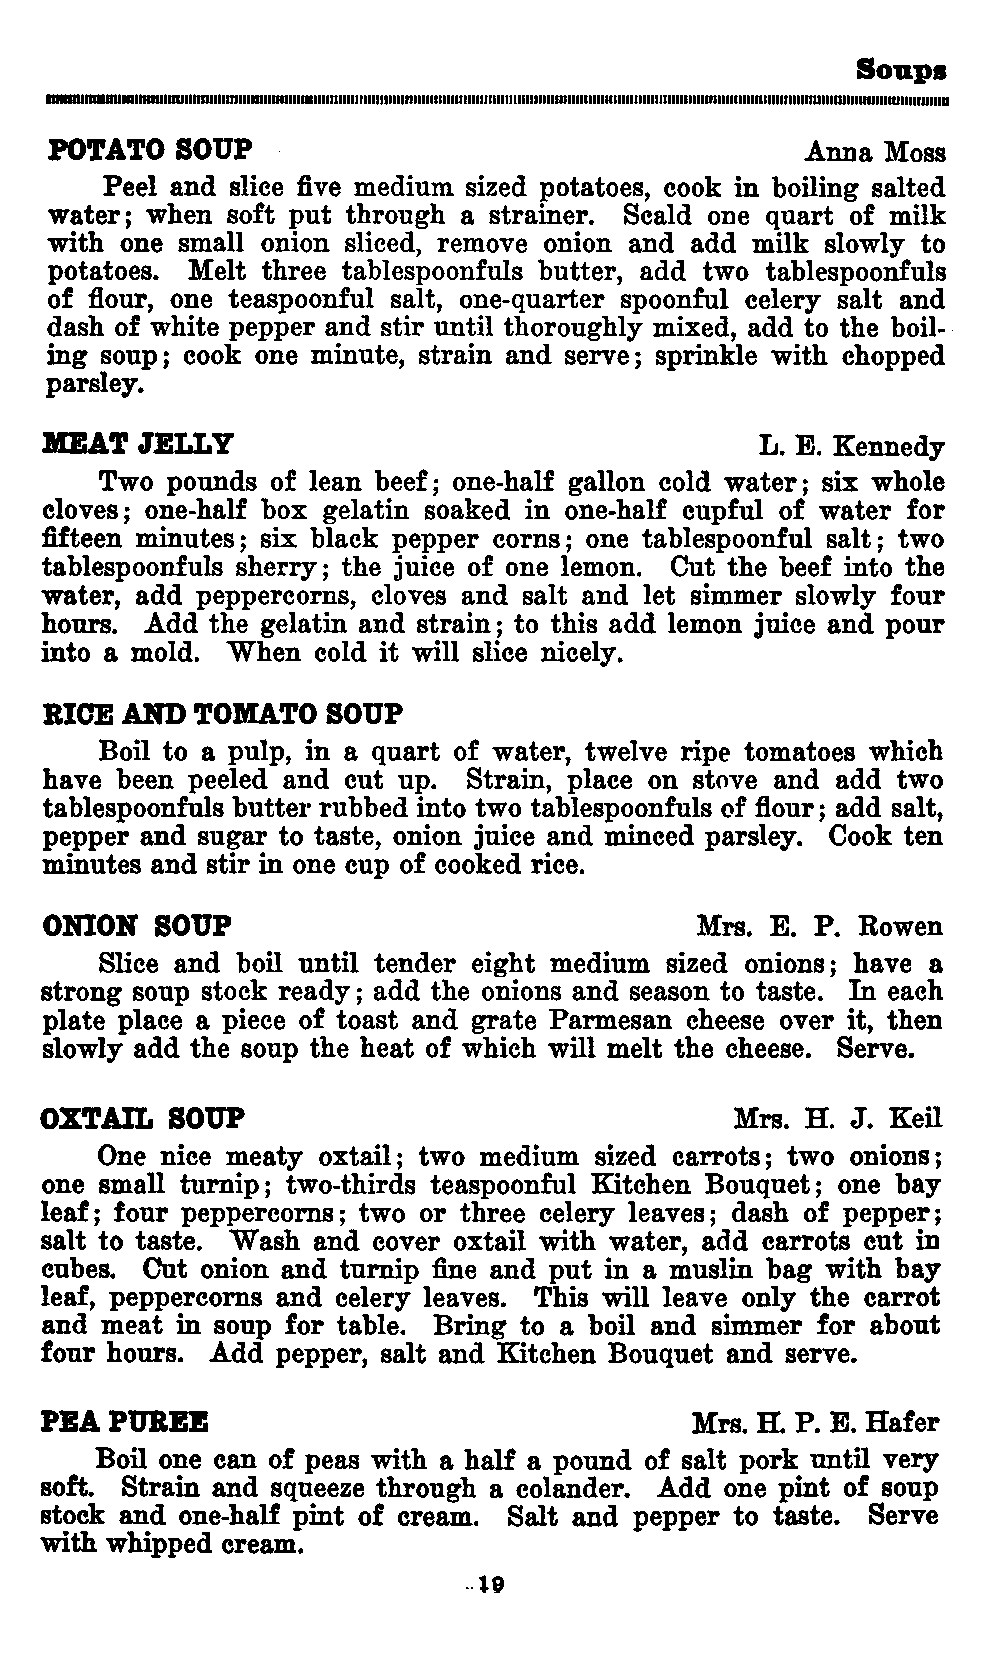 Soups
POTATO SOUP Anna Moss
Peel and slice five medium sized potatoes, cook in boiling salted
water; when soft put through a strainer. Scald one quart of milk
with one small onion sliced, remove onion and add milk slowly to
potatoes. Melt three tablespoonfuls butter, add two tablespoonfuls
of flour, one teaspoonful salt, one-quarter spoonful celery salt and
dash of white pepper and stir until thoroughly mixed, add to the boil-
ing soup; cook one minute, strain and serve; sprinkle with chopped
parsley.
MEAT JELLY L. E. Kennedy
Two pounds of lean beef; one-half gallon cold water; six whole
cloves; one-half box gelatin soaked in one-half cupful of water for
fifteen minutes; six black pepper corns; one tablespoonful salt; two
tablespoonfuls sherry; the juice of one lemon. Cut the beef into the
water, add peppercorns, cloves and salt and let simmer slowly four
hours. Add the gelatin and strain; to this add lemon juice and pour
into a mold. When cold it will slice nicely.
RICE AND TOMATO SOUP
Boil to a pulp, in a quart of water, twelve ripe tomatoes which
have been peeled and cut up. Strain, place on stove and add two
tablespoonfuls butter rubbed into two tablespoonfuls of flour; add salt,
pepper and sugar to taste, onion juice and minced parsley. Cook ten
minutes and stir in one cup of cooked rice.
ONION SOUP Mrs. E. P. Rowen
Slice and boil until tender eight medium sized onions; have a
strong soup stock ready; add the onions and season to taste. In each
plate place a piece of toast and grate Parmesan cheese over it, then
slowly add the soup the heat of which will melt the cheese. Serve.
OXTAIL SOUP Mrs. H. J. Keil
One nice meaty oxtail; two medium sized carrots; two onions;
one small turnip; two-thirds teaspoonful Kitchen Bouquet; one bay
leaf; four peppercorns; two or three celery leaves; dash of pepper;
salt to taste. Wash and cover oxtail with water, add carrots cut in
cubes. Cut onion and turnip fine and put in a muslin bag with bay
leaf, peppercorns and celery leaves. This will leave only the carrot
and meat in soup for table. Bring to a boil and simmer for about
four hours. Add pepper, salt and Kitchen Bouquet and serve.
PEA PUREE Mrs. H. P. E. Hafer
Boil one can of peas with a half a pound of salt pork until very
soft. Strain and squeeze through a colander. Add one pint of soup
stock and one-half pint of cream. Salt and pepper to taste. Serve
with whipped cream.
19